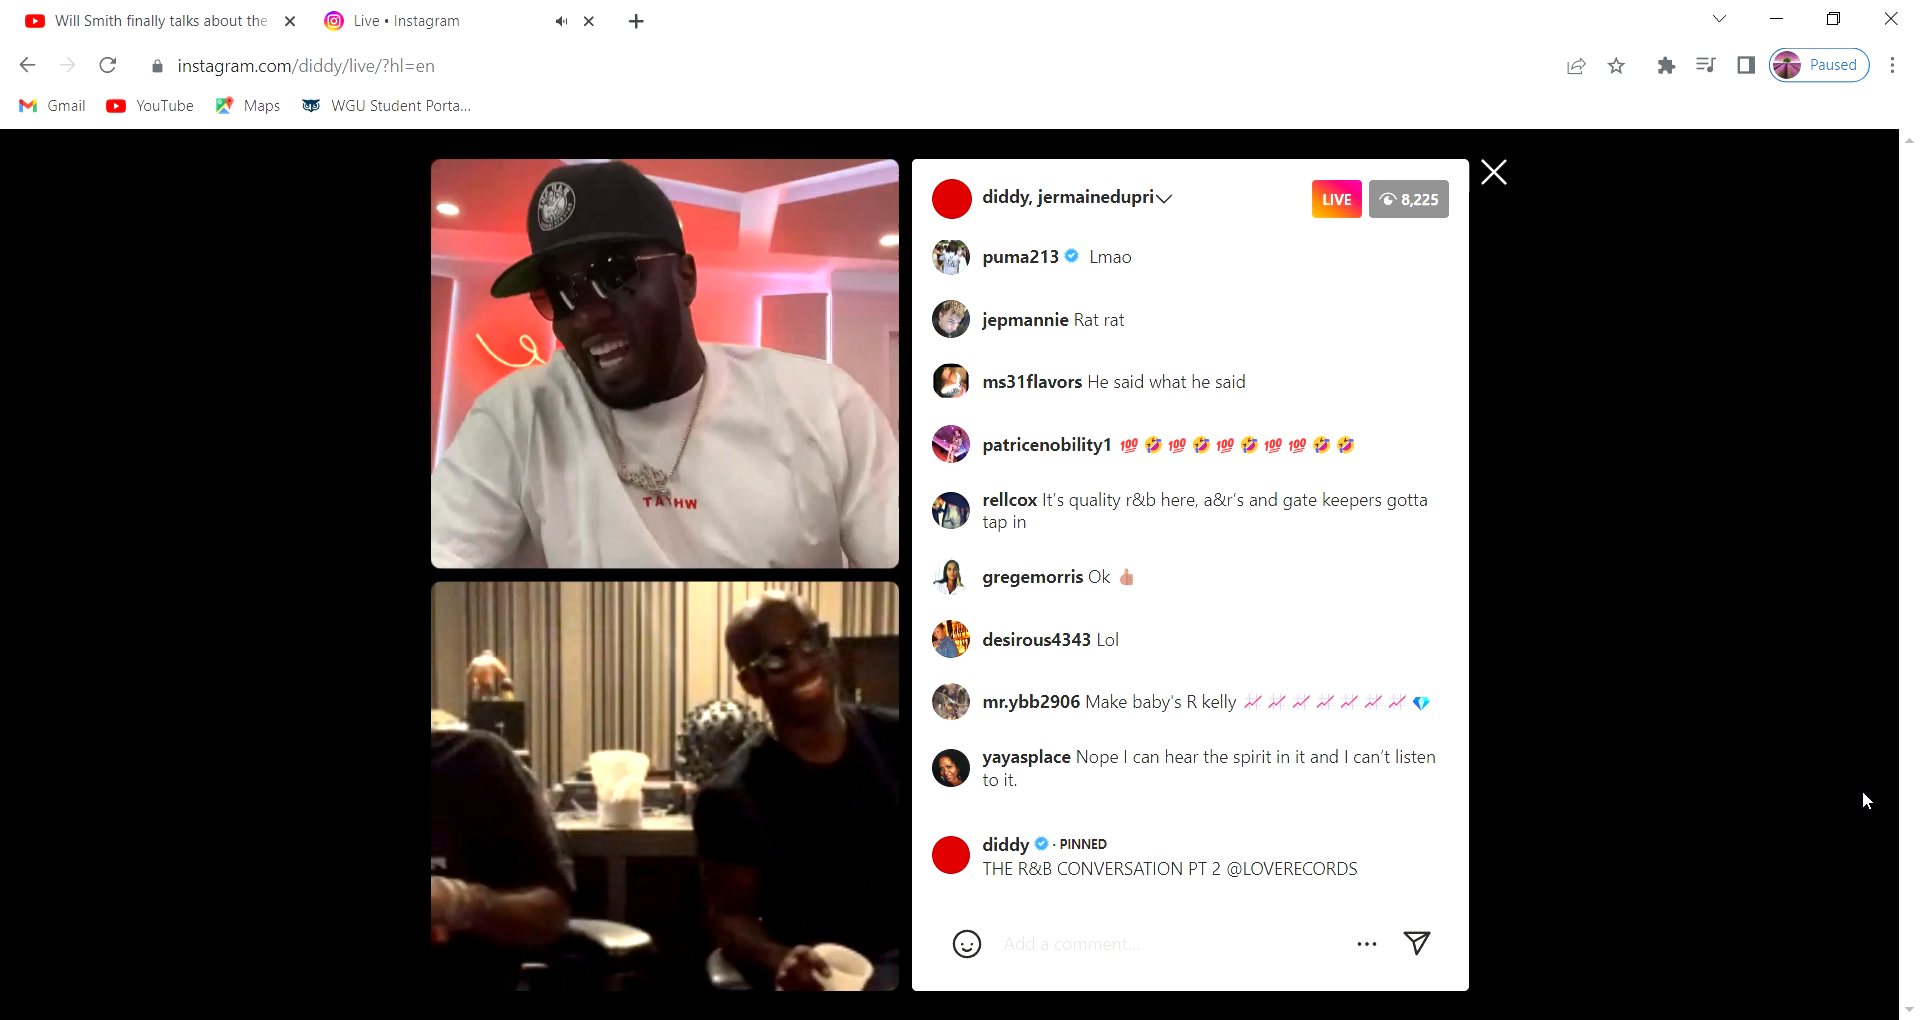 Will Smith finally talks about the
Live • Instagram
instagram.com/diddy/live/?hl=en
Paused
Gmail
YouTube
Maps
WGU Student Porta...
diddy, jermainedupri
LIVE
8,225
puma213 Lmao
jepmannie Rat rat
ms31flavors He said what he said
patricenobility1 💯 🤣 💯 🤣 💯 🤣 💯 💯 🤣 🤣
rellcox It's quality r&b here, a&r's and gate keepers gotta
tap in
gregemorris Ok 👍
desirous4343 Lol
mr.ybb2906 Make baby's R kelly 📈 📈 📈 📈 📈 📈 📈 💎
yayasplace Nope I can hear the spirit in it and I can't listen
to it.
diddy · PINNED
THE R&B CONVERSATION PT 2 @LOVERECORDS
Add a comment...